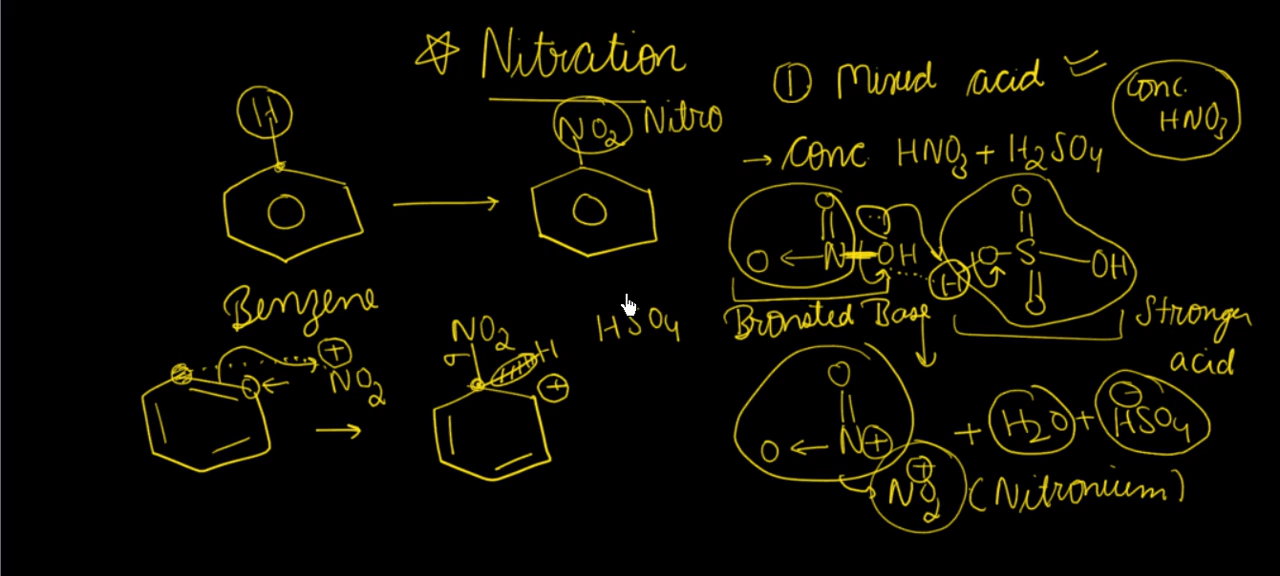 ☆ Nitration
① Mixed acid
Conc. HNO₃
H
NO₂ Nitro
→ Conc HNO₃ + H₂SO₄
O ← N OH
O
H O S OH
O
O
Benzene
Bronsted Base
Stronger acid
NO₂
⊕
NO₂
H
⊕
σ
HSO₄
O
O ← N⊕ + H₂O + HSO₄⊖
NO₂⊕ (Nitronium)